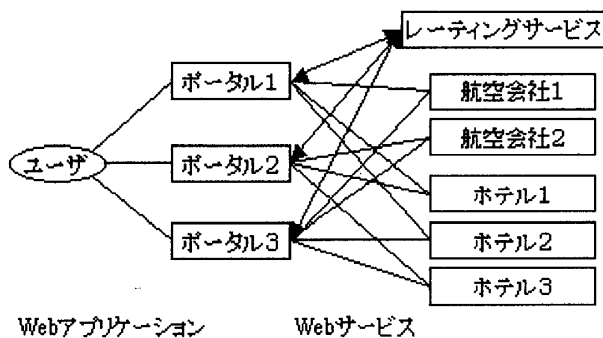 レーティングサービス
ポータル1
航空会社1
航空会社2
ユーザ
ポータル2
ホテル1
ポータル3
ホテル2
ホテル3
Webアプリケーション
Webサービス